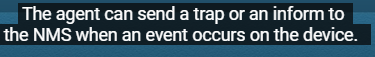 The agent can send a trap or an inform to
the NMS when an event occurs on the device.